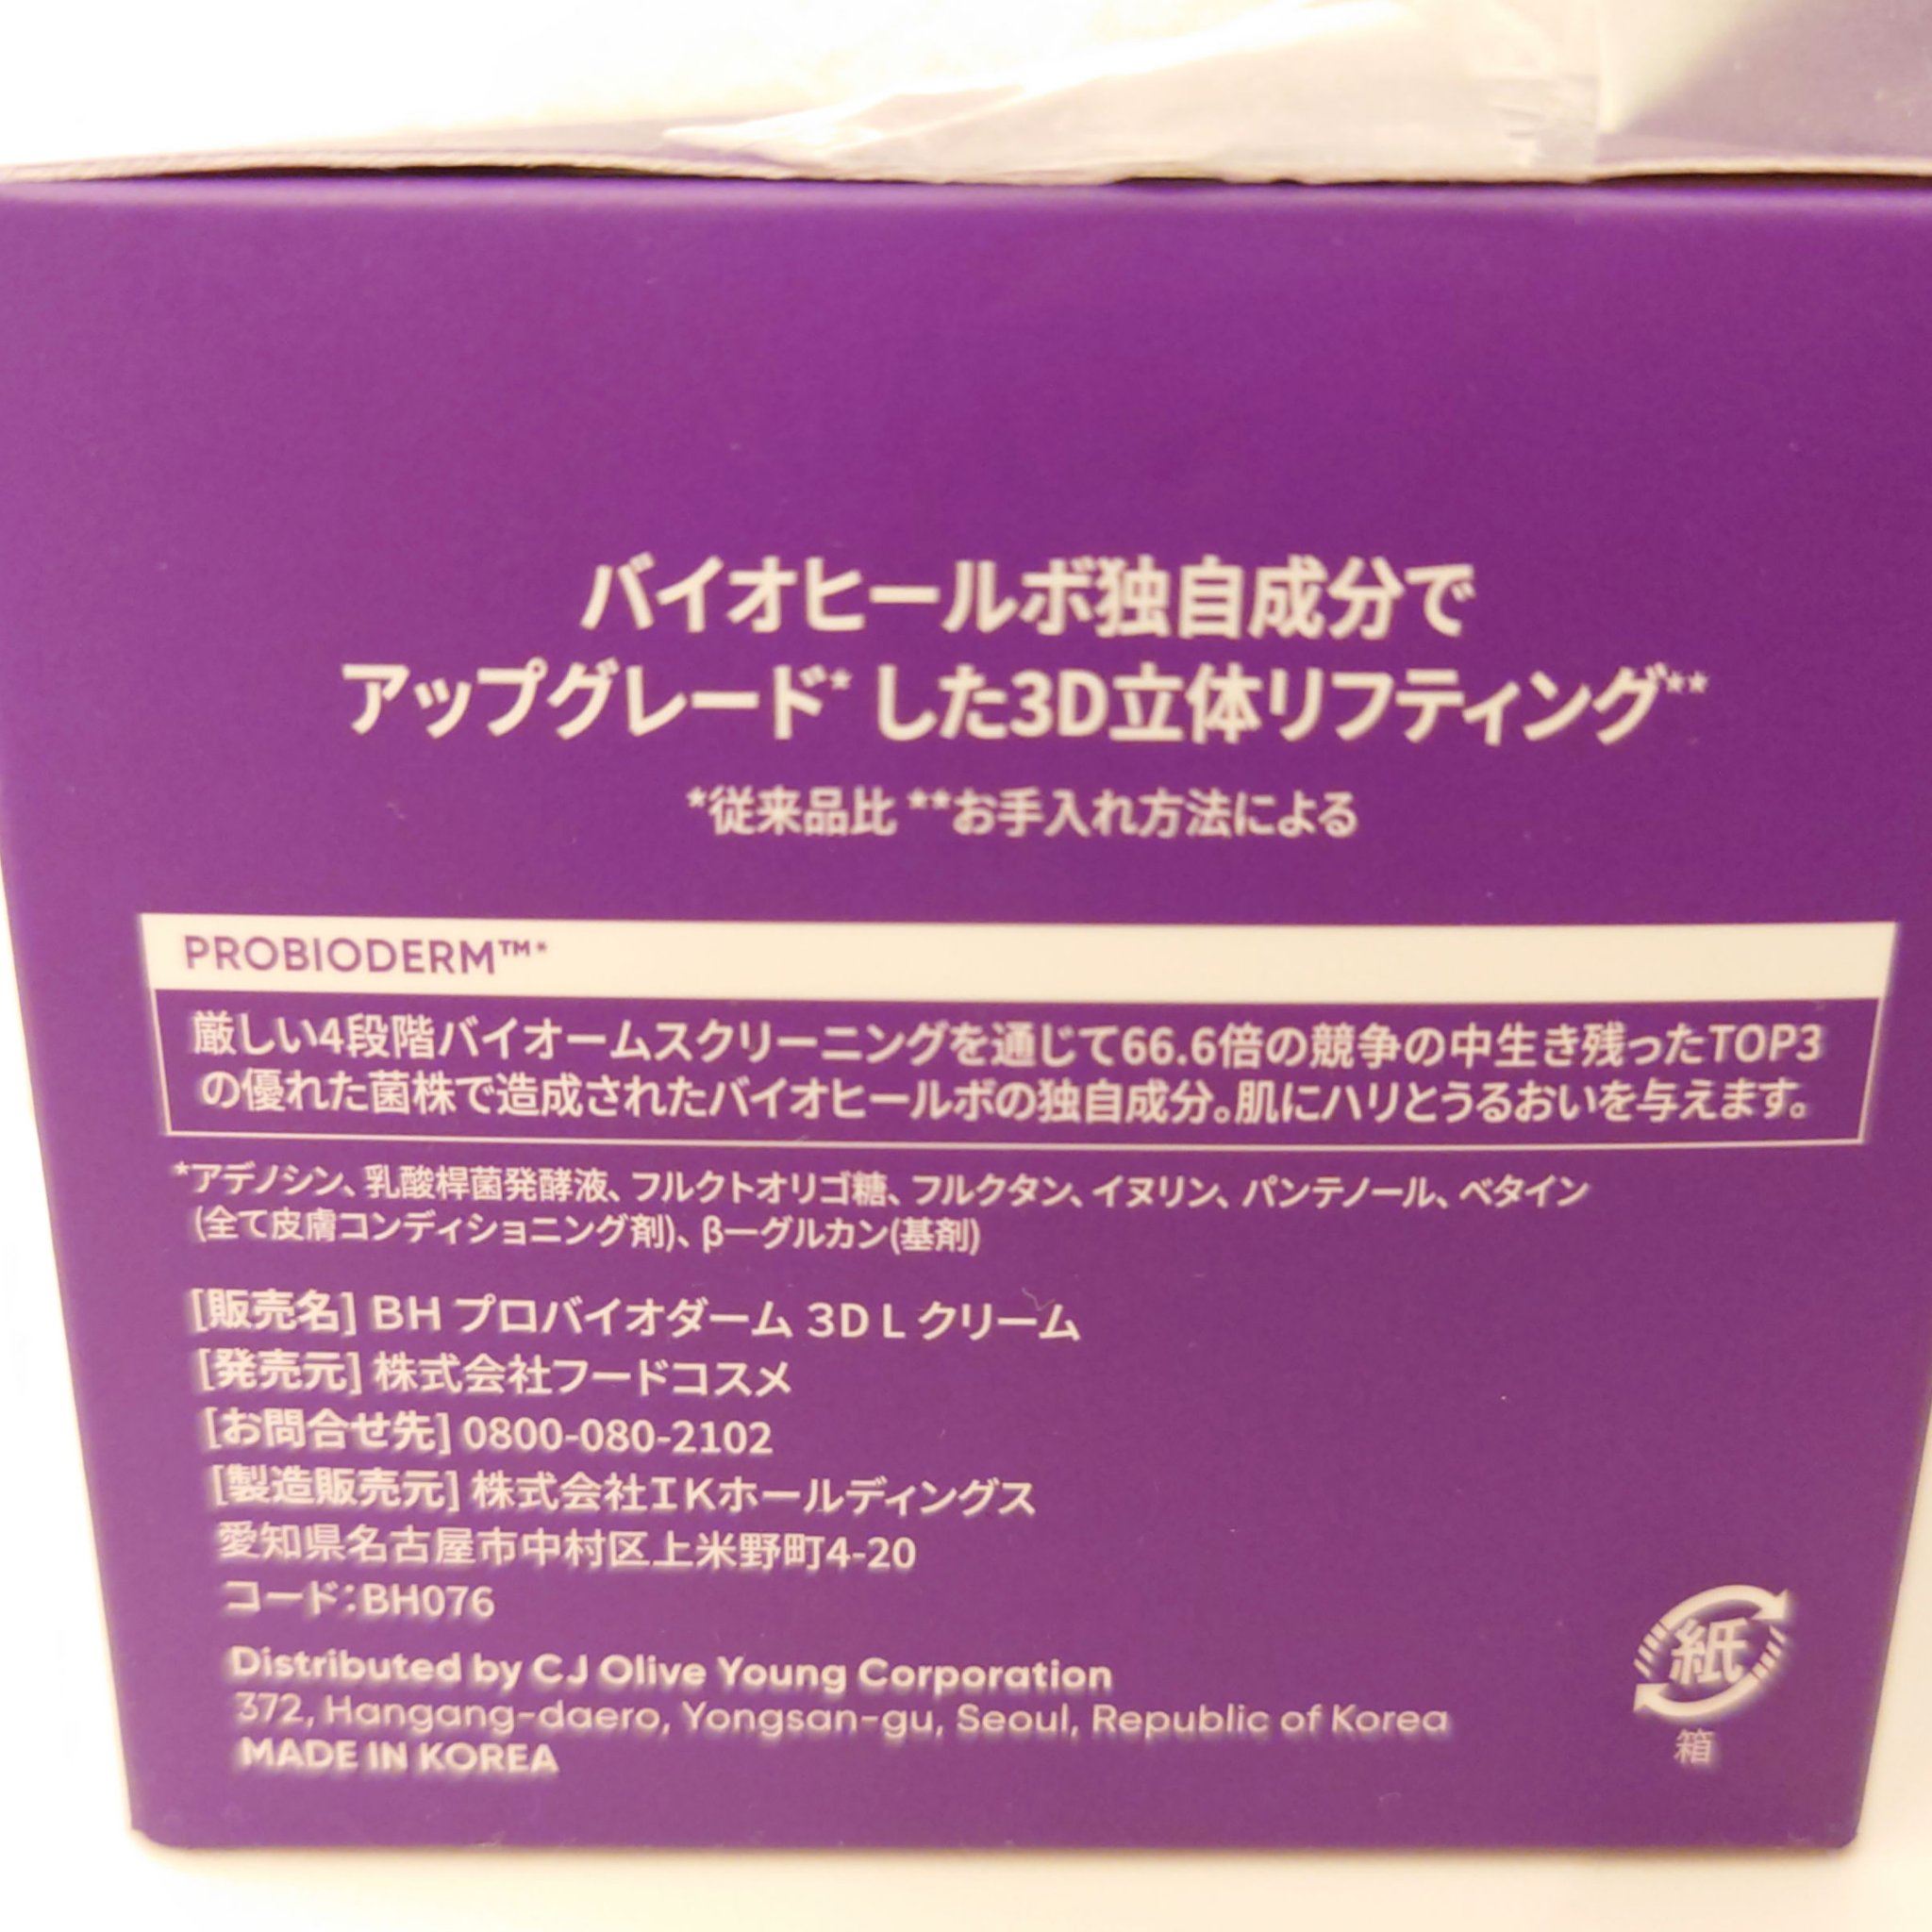 バイオヒールボ独自成分で
アップグレード* した3D立体リフティング**
*従来品比 **お手入れ方法による
PROBIODERM™*
厳しい4段階バイオームスクリーニングを通じて66.6倍の競争の中生き残ったTOP3
の優れた菌株で造成されたバイオヒールボの独自成分。肌にハリとうるおいを与えます。
*アデノシン、乳酸桿菌発酵液、フルクトオリゴ糖、フルクタン、イヌリン、パンテノール、ベタイン
(全て皮膚コンディショニング剤)、βーグルカン(基剤)
[販売名] BH プロバイオダーム 3D L クリーム
[発売元] 株式会社フードコスメ
[お問合せ先] 0800-080-2102
[製造販売元] 株式会社IKホールディングス
愛知県名古屋市中村区上米野町4-20
コード：BH076
Distributed by CJ Olive Young Corporation
372, Hangang-daero, Yongsan-gu, Seoul, Republic of Korea
MADE IN KOREA
紙
箱